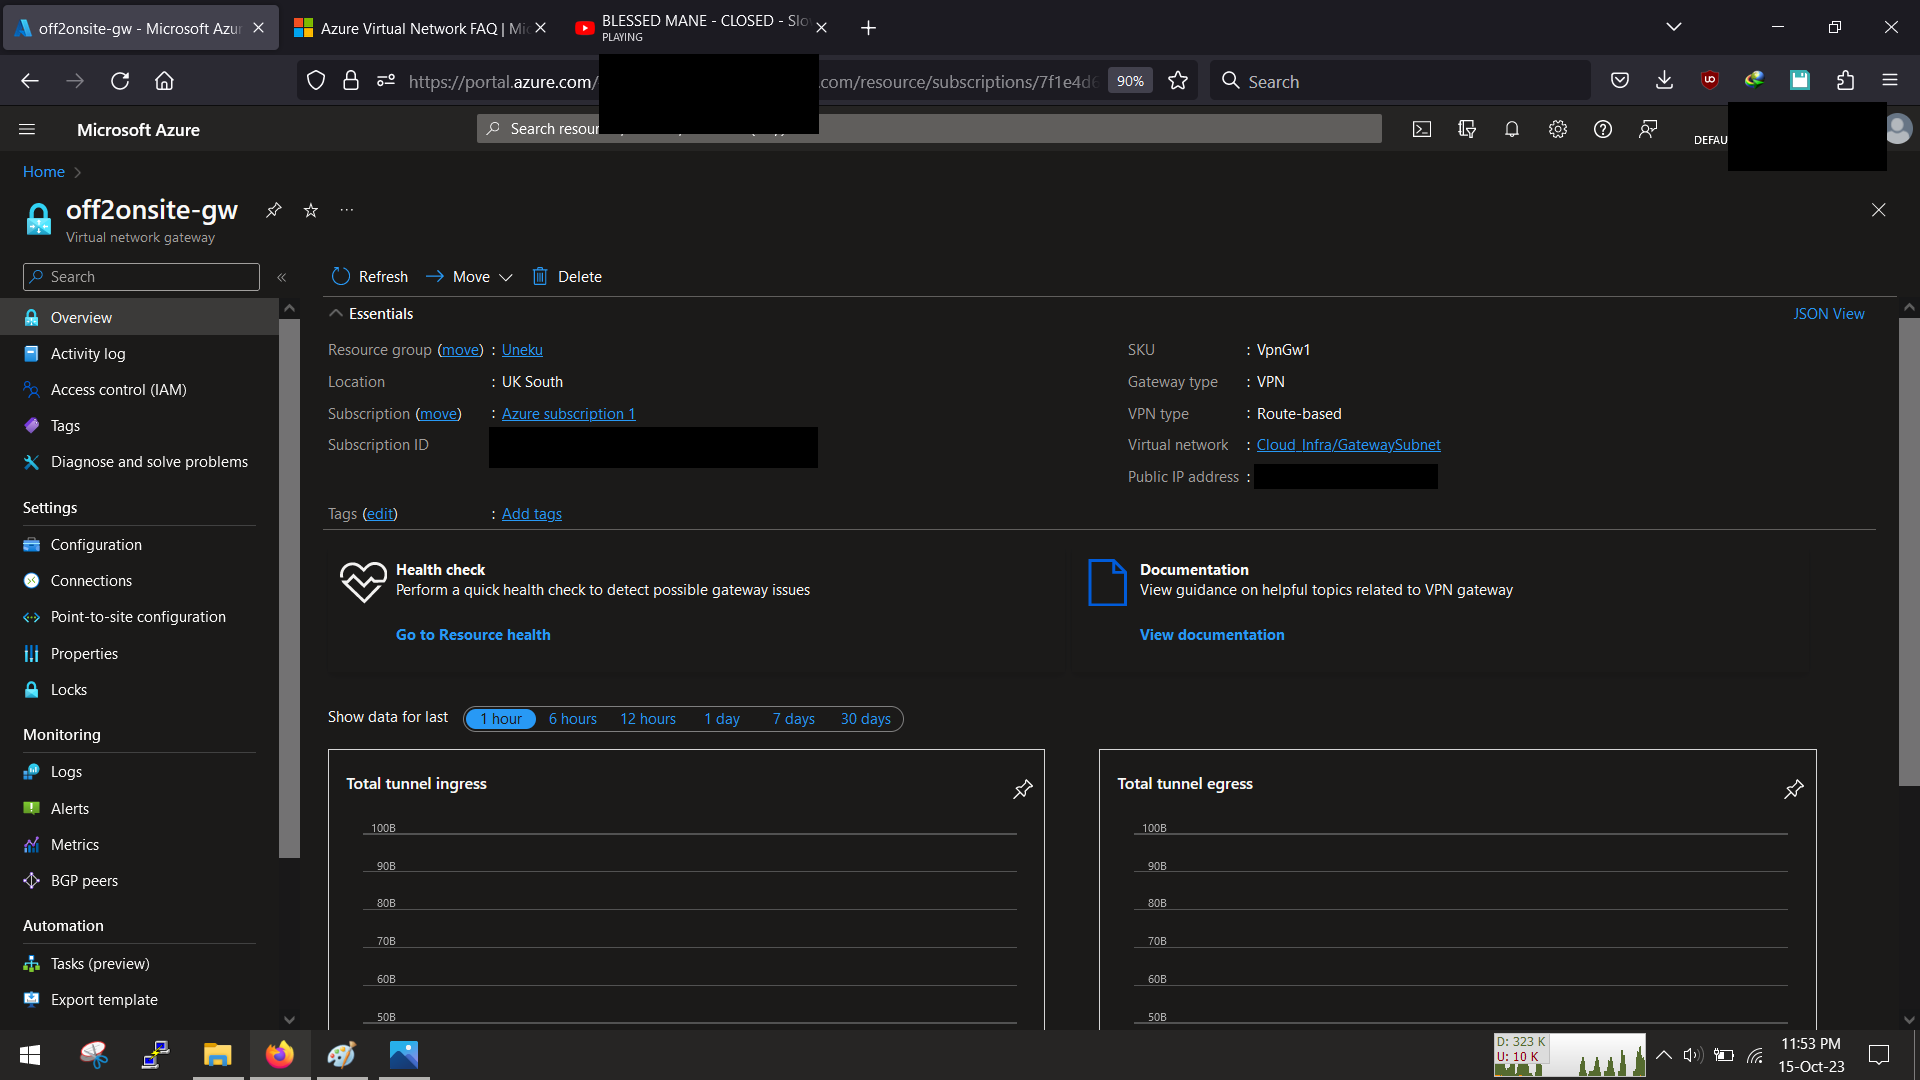 off2onsite-gw - Microsoft Azur
Azure Virtual Network FAQ | Mic
BLESSED MANE - CLOSED - Slo
PLAYING
https://portal.azure.com/
.com/resource/subscriptions/7f1e4d6
90%
Search
Microsoft Azure
Search resour
DEFAU
Home
off2onsite-gw
Virtual network gateway
Search
Refresh
Move
Delete
Overview
Activity log
Access control (IAM)
Tags
Diagnose and solve problems
Settings
Configuration
Connections
Point-to-site configuration
Properties
Locks
Monitoring
Logs
Alerts
Metrics
BGP peers
Automation
Tasks (preview)
Export template
Essentials
JSON View
Resource group (move) : Uneku
Location : UK South
Subscription (move) : Azure subscription 1
Subscription ID
SKU : VpnGw1
Gateway type : VPN
VPN type : Route-based
Virtual network : Cloud_Infra/GatewaySubnet
Public IP address :
Tags (edit) : Add tags
Health check
Perform a quick health check to detect possible gateway issues
Go to Resource health
Documentation
View guidance on helpful topics related to VPN gateway
View documentation
Show data for last
1 hour
6 hours
12 hours
1 day
7 days
30 days
Total tunnel ingress
100B
90B
80B
70B
60B
50B
Total tunnel egress
100B
90B
80B
70B
60B
50B
D: 323 K
U: 10 K
11:53 PM
15-Oct-23